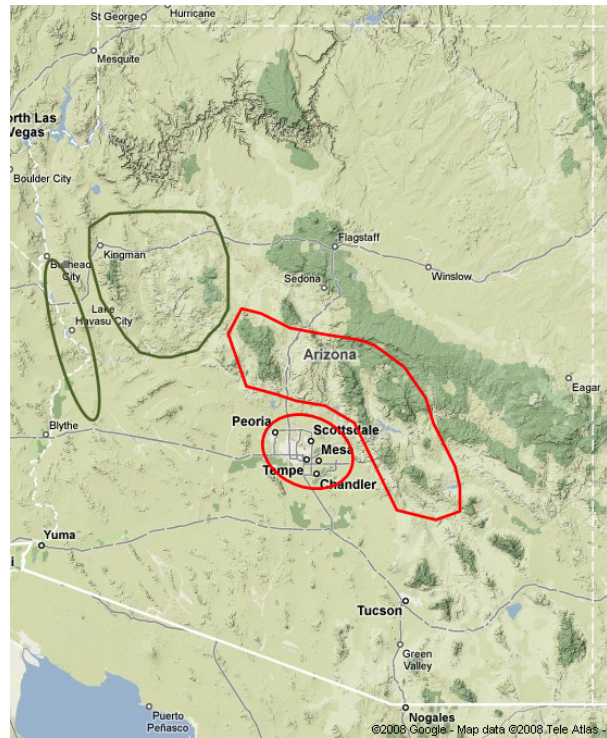 St George
Hurricane
Mesquite
orth Las
Vegas
Boulder City
Kingman
Flagstaff
Bullhead
City
Winslow
Sedona
Lake
Havasu City
Arizona
Eagar
Peoria
Scottsdale
Blythe
Mesa
Tempe
Chandler
Yuma
i
Tucson
Green
Valley
Puerto
Peñasco
Nogales
©2008 Google - Map data ©2008 Tele Atlas -